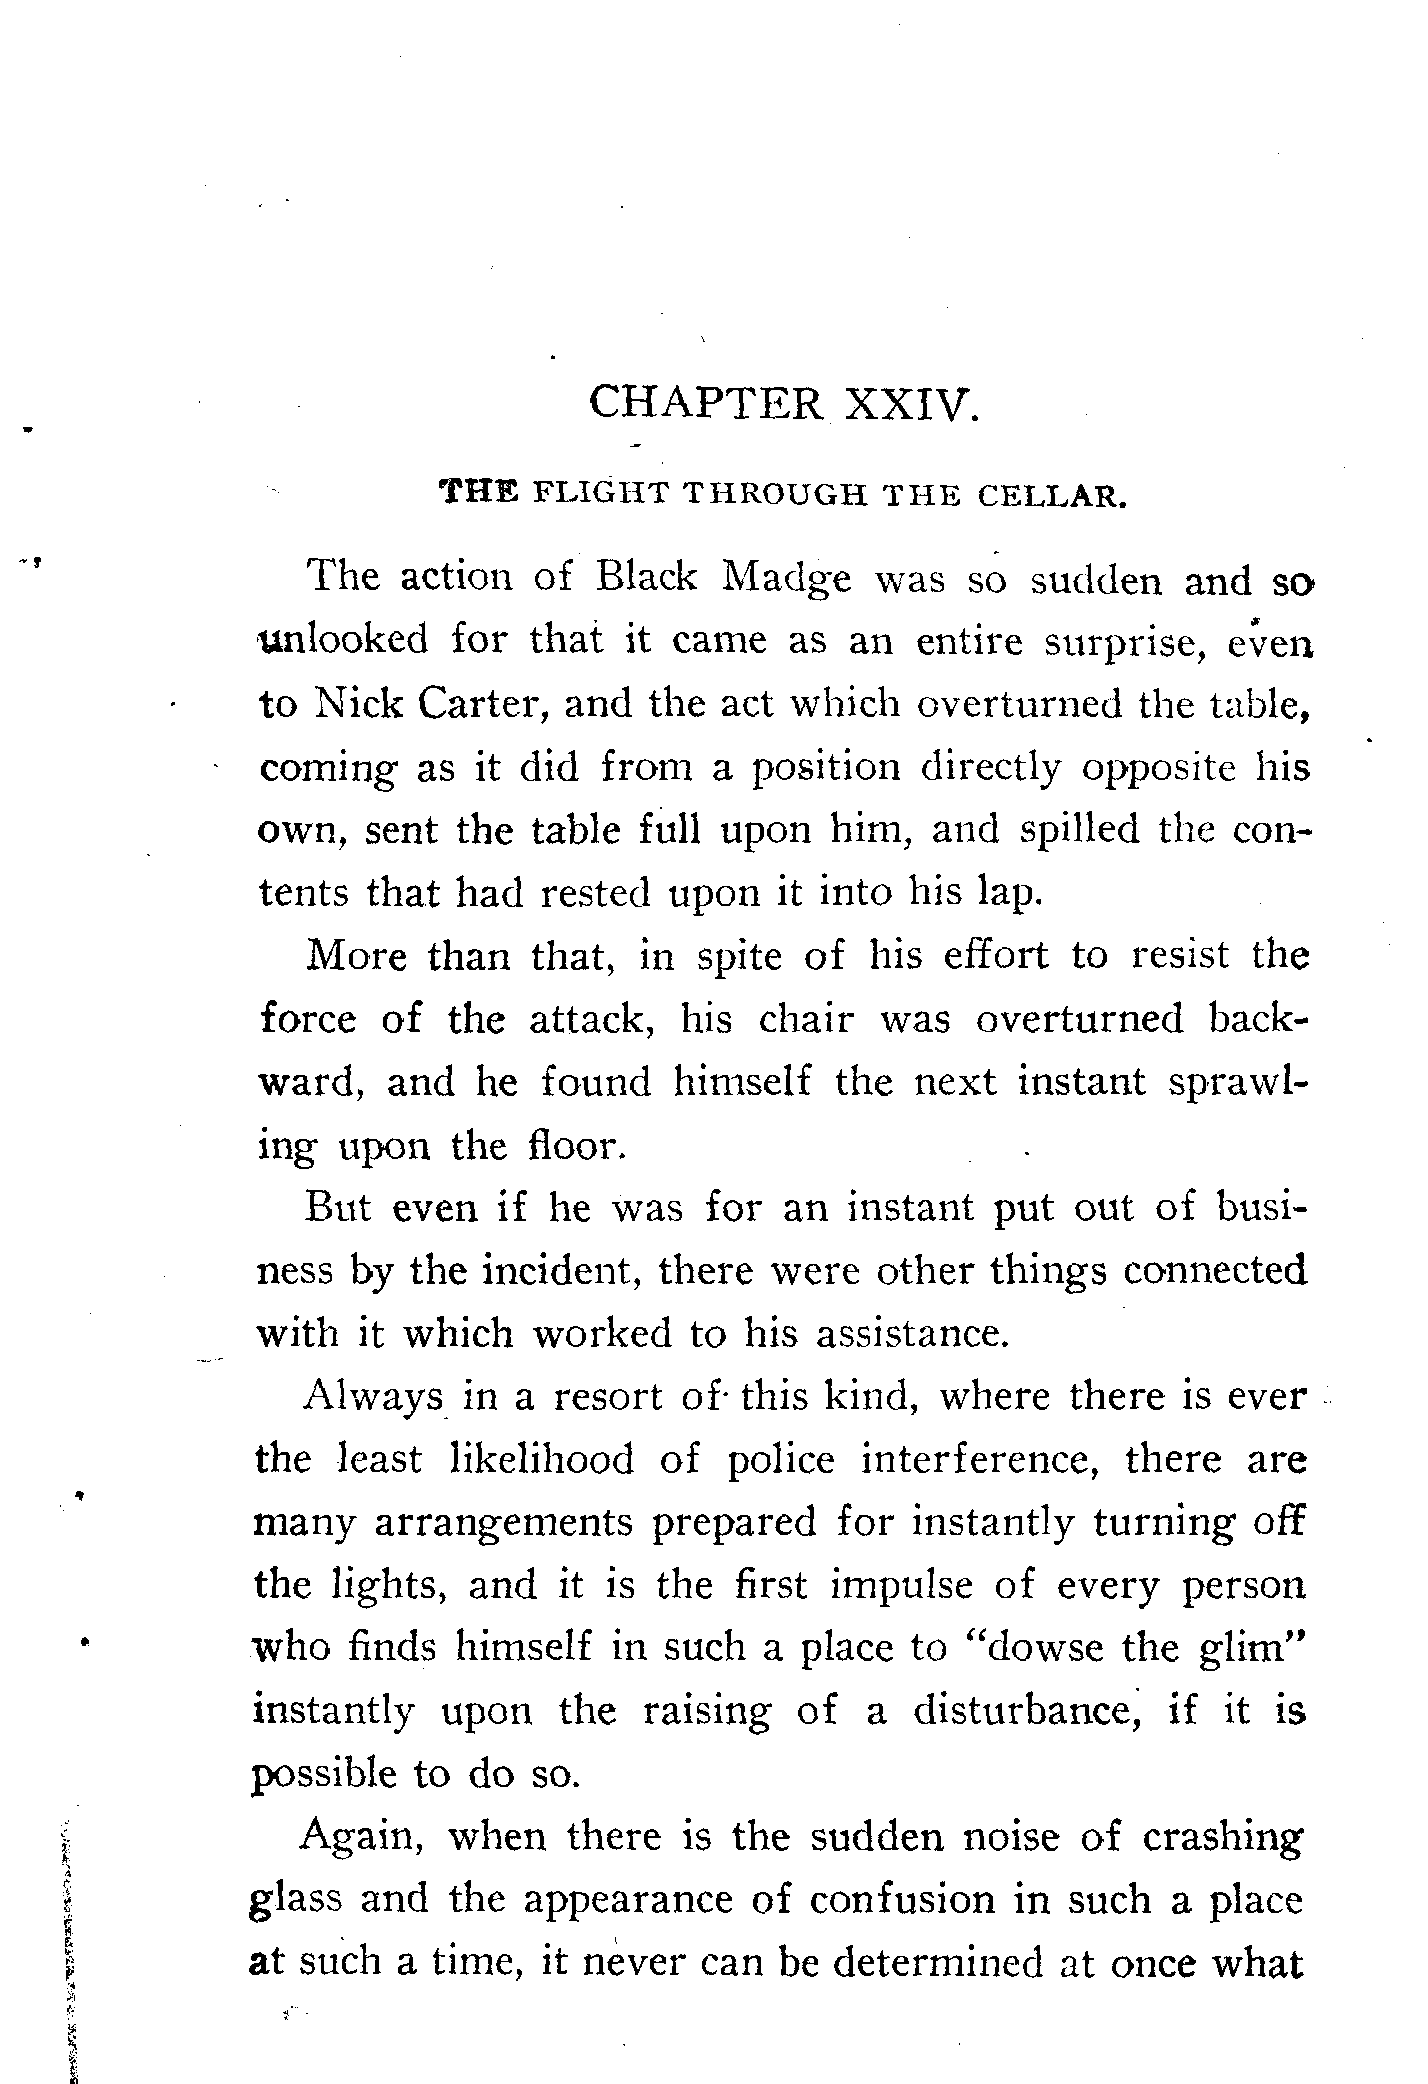 CHAPTER XXIV.
THE FLIGHT THROUGH THE CELLAR.
The action of Black Madge was so sudden and so
unlooked for that it came as an entire surprise, even
to Nick Carter, and the act which overturned the table,
coming as it did from a position directly opposite his
own, sent the table full upon him, and spilled the con-
tents that had rested upon it into his lap.
More than that, in spite of his effort to resist the
force of the attack, his chair was overturned back-
ward, and he found himself the next instant sprawl-
ing upon the floor.
But even if he was for an instant put out of busi-
ness by the incident, there were other things connected
with it which worked to his assistance.
Always in a resort of this kind, where there is ever
the least likelihood of police interference, there are
many arrangements prepared for instantly turning off
the lights, and it is the first impulse of every person
who finds himself in such a place to "dowse the glim"
instantly upon the raising of a disturbance, if it is
possible to do so.
Again, when there is the sudden noise of crashing
glass and the appearance of confusion in such a place
at such a time, it never can be determined at once what